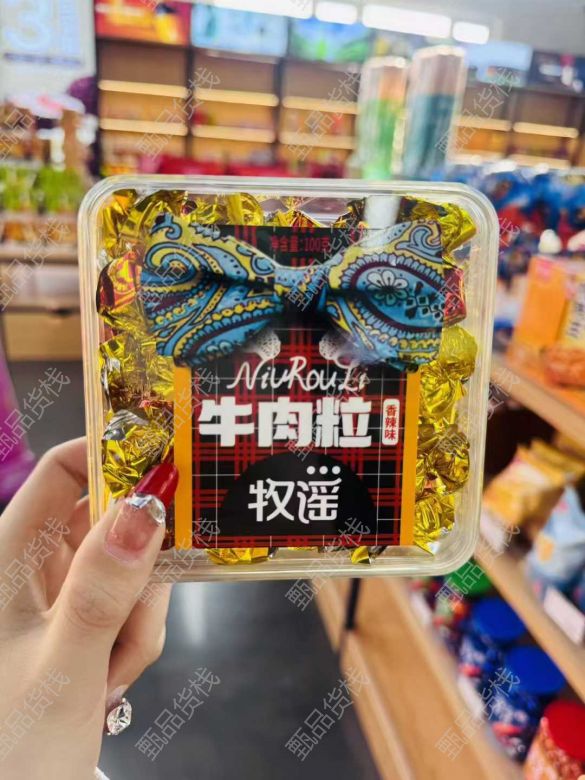 净含量:100克
NiuRouLi
牛肉粒
香辣味
牧谣
甄品货栈